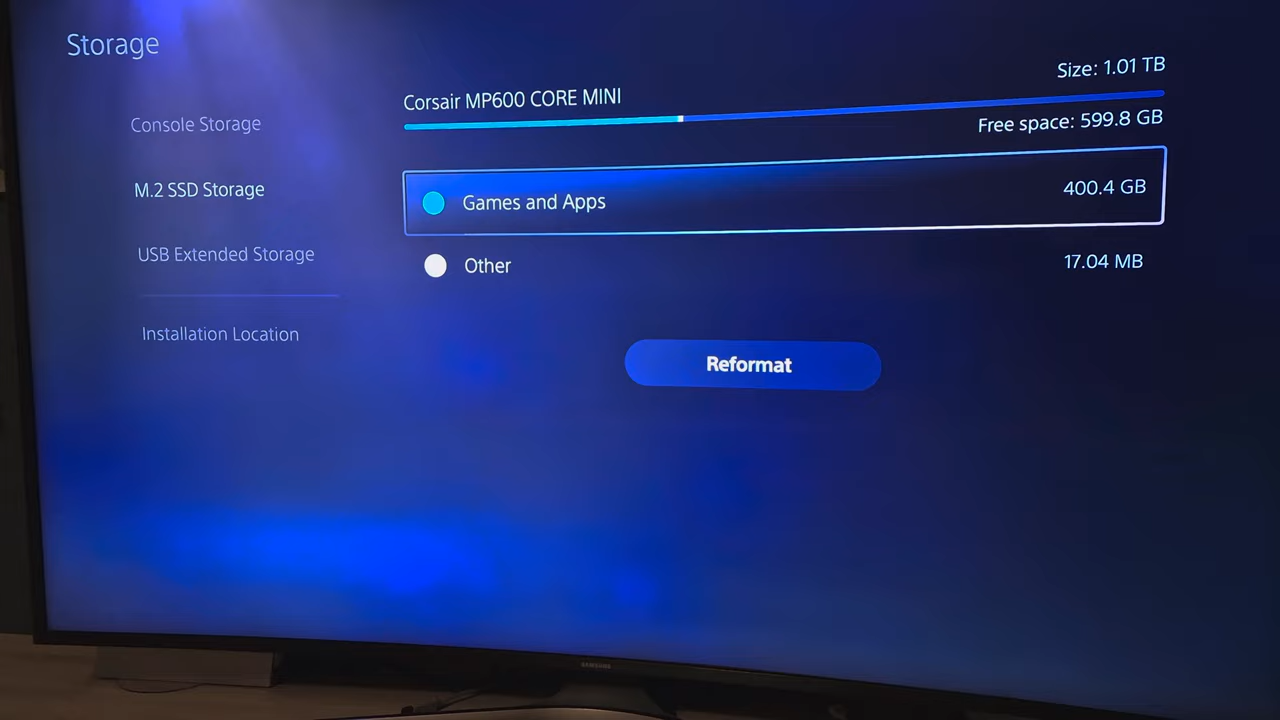 Storage
Console Storage
M.2 SSD Storage
USB Extended Storage
Installation Location
Corsair MP600 CORE MINI
Size: 1.01 TB
Free space: 599.8 GB
Games and Apps
400.4 GB
Other
17.04 MB
Reformat
SAMSUNG